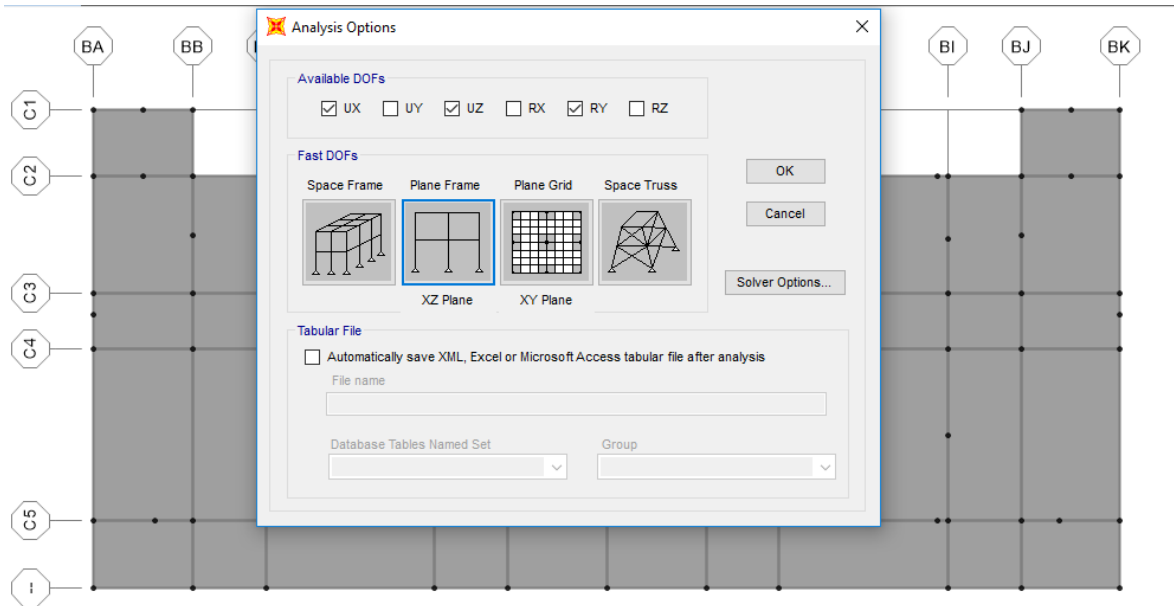 Analysis Options
BA
BB
BI
BJ
BK
Available DOFs
UX
UY
UZ
RX
RY
RZ
C1
C2
Fast DOFs
Space Frame
Plane Frame
Plane Grid
Space Truss
XZ Plane
XY Plane
OK
Cancel
Solver Options...
C3
C4
Tabular File
Automatically save XML, Excel or Microsoft Access tabular file after analysis
File name
Database Tables Named Set
Group
C5
--